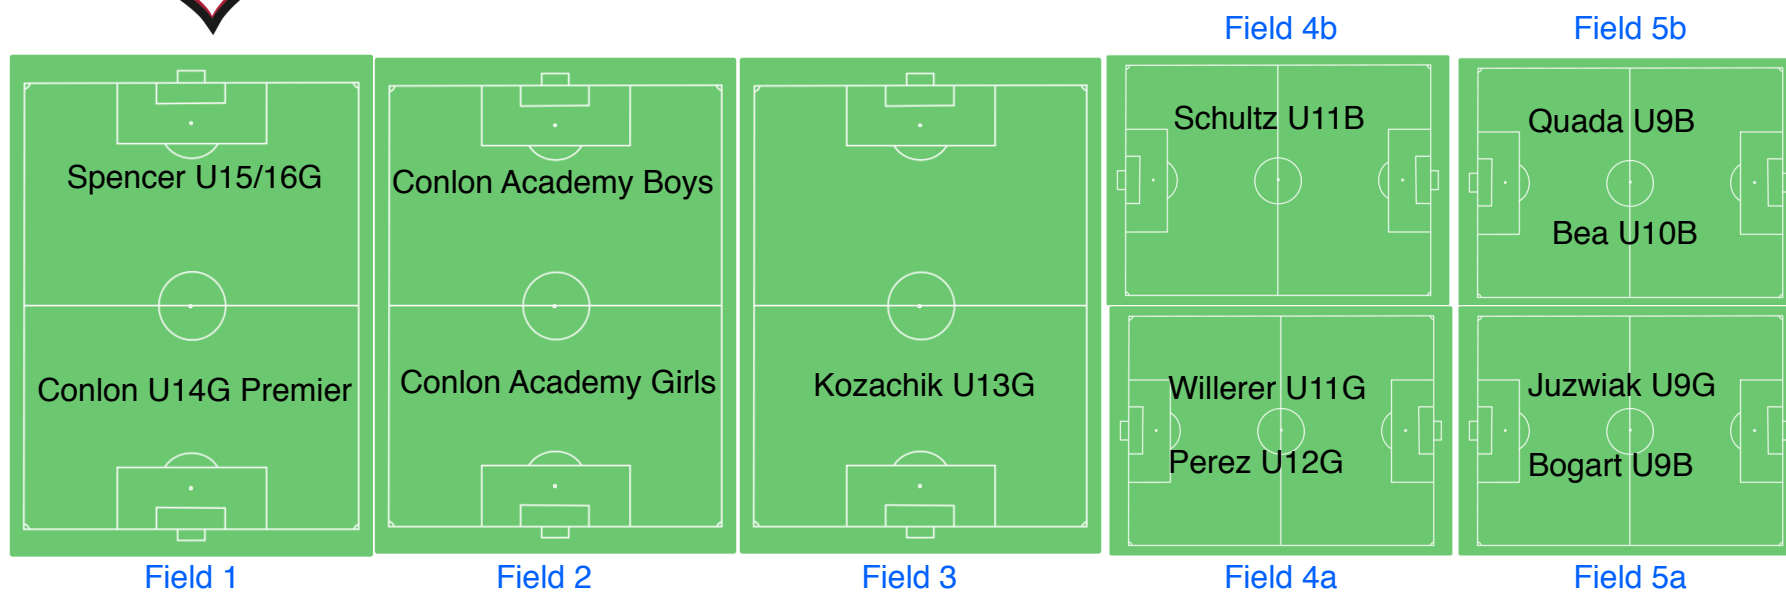 Field 4b
Field 5b
Spencer U15/16G
Conlon U14G Premier
Conlon Academy Boys
Conlon Academy Girls
Kozachik U13G
Schultz U11B
Willerer U11G
Perez U12G
Quada U9B
Bea U10B
Juzwiak U9G
Bogart U9B
Field 1
Field 2
Field 3
Field 4a
Field 5a